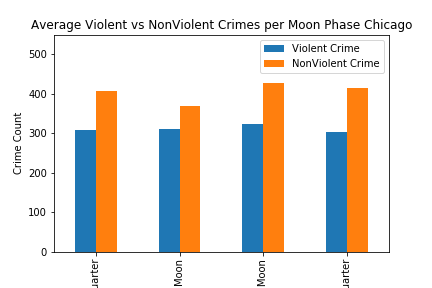 Average Violent vs NonViolent Crimes per Moon Phase Chicago
Violent Crime
NonViolent Crime
Crime Count
500
400
300
200
100
0
uarter
Moon
Moon
uarter